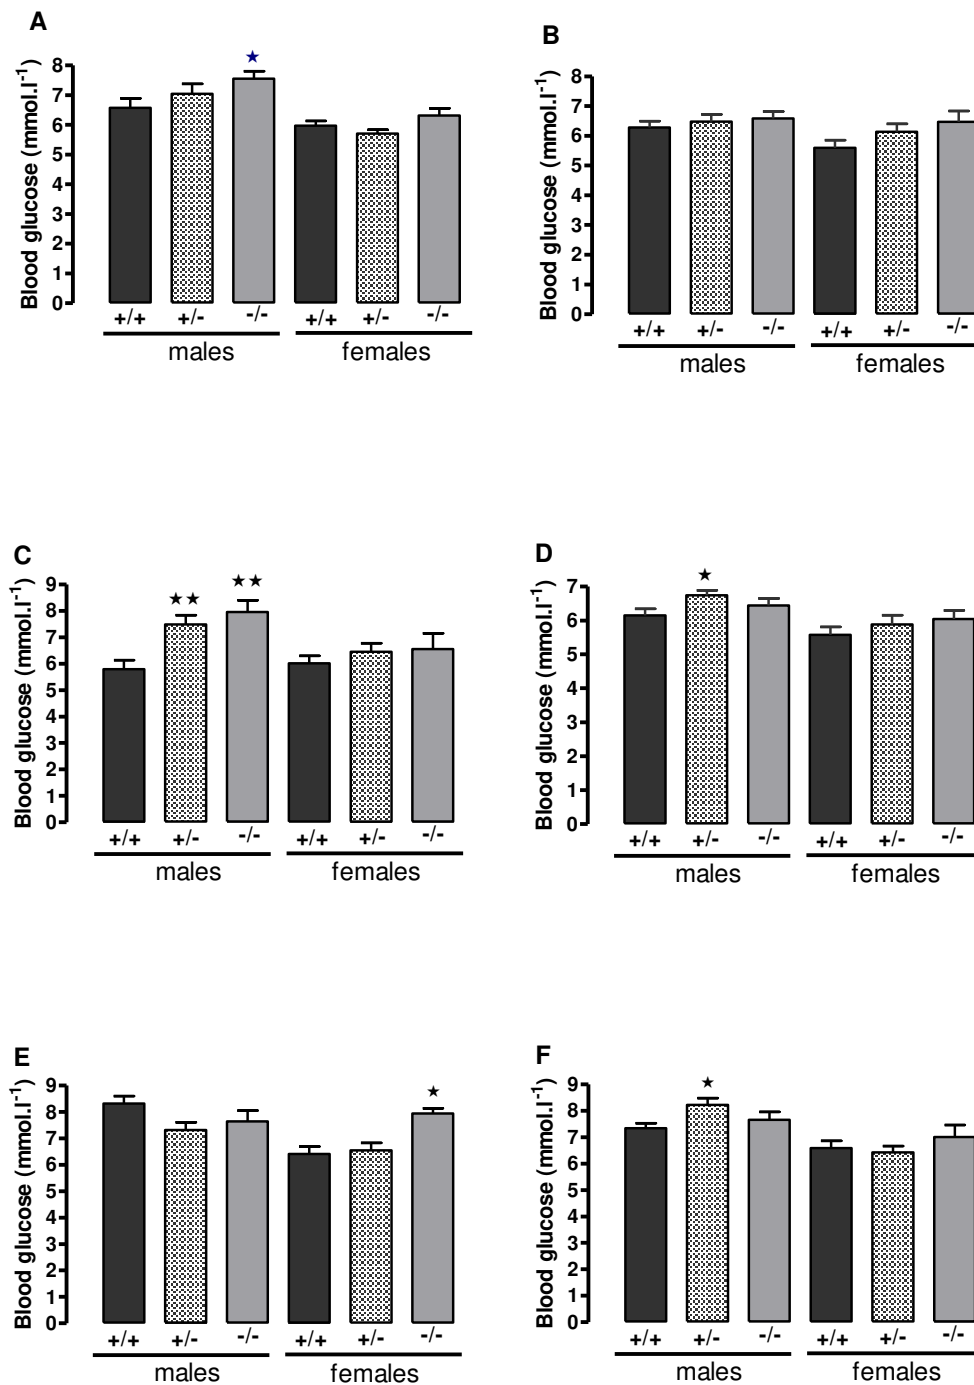 A
Blood glucose (mmol.l⁻¹)
8
7
6
5
4
3
2
1
0
★
+/+ +/- -/- +/+ +/- -/-
males females
B
Blood glucose (mmol.l⁻¹)
8
7
6
5
4
3
2
1
0
+/+ +/- -/- +/+ +/- -/-
males females
C
Blood glucose (mmol.l⁻¹)
9
8
7
6
5
4
3
2
1
0
★★ ★★
+/+ +/- -/- +/+ +/- -/-
males females
D
Blood glucose (mmol.l⁻¹)
7
6
5
4
3
2
1
0
★
+/+ +/- -/- +/+ +/- -/-
males females
E
Blood glucose (mmol.l⁻¹)
9
8
7
6
5
4
3
2
1
0
★
+/+ +/- -/- +/+ +/- -/-
males females
F
Blood glucose (mmol.l⁻¹)
9
8
7
6
5
4
3
2
1
0
★
+/+ +/- -/- +/+ +/- -/-
males females